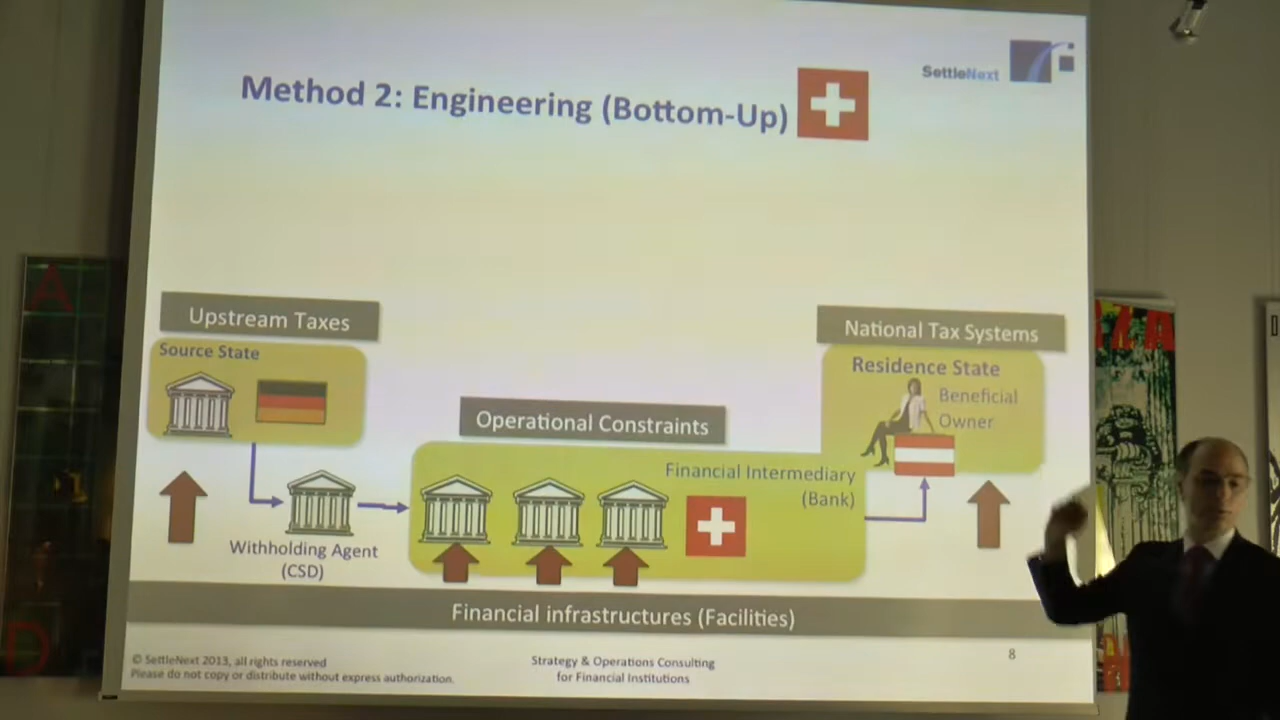 SettleNext
Method 2: Engineering (Bottom-Up)
Upstream Taxes
Source State
National Tax Systems
Residence State
Beneficial
Owner
Operational Constraints
Financial Intermediary
(Bank)
Withholding Agent
(CSD)
Financial infrastructures (Facilities)
© SettleNext 2013, all rights reserved
Please do not copy or distribute without express authorization.
Strategy & Operations Consulting
for Financial Institutions
8
A
D